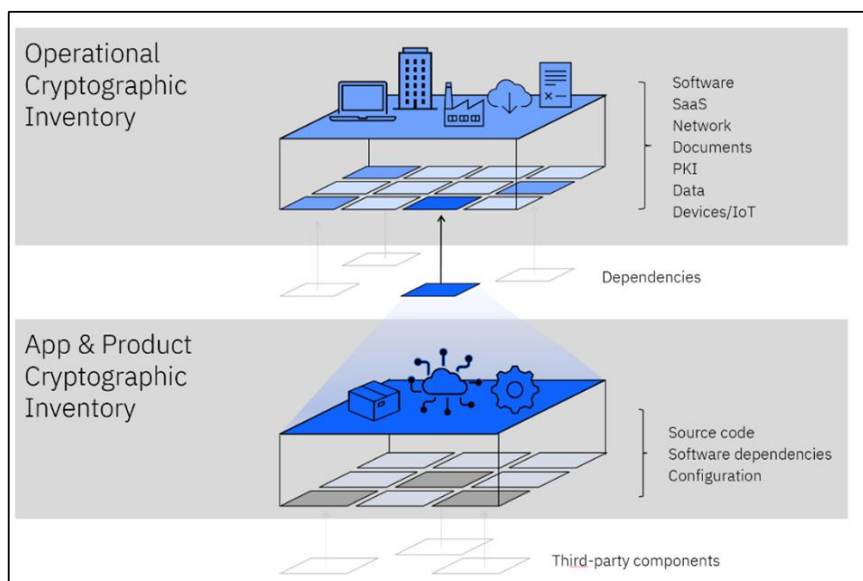 Operational
Cryptographic
Inventory
Software
SaaS
Network
Documents
PKI
Data
Devices/IoT
Dependencies
App & Product
Cryptographic
Inventory
Source code
Software dependencies
Configuration
Third-party components